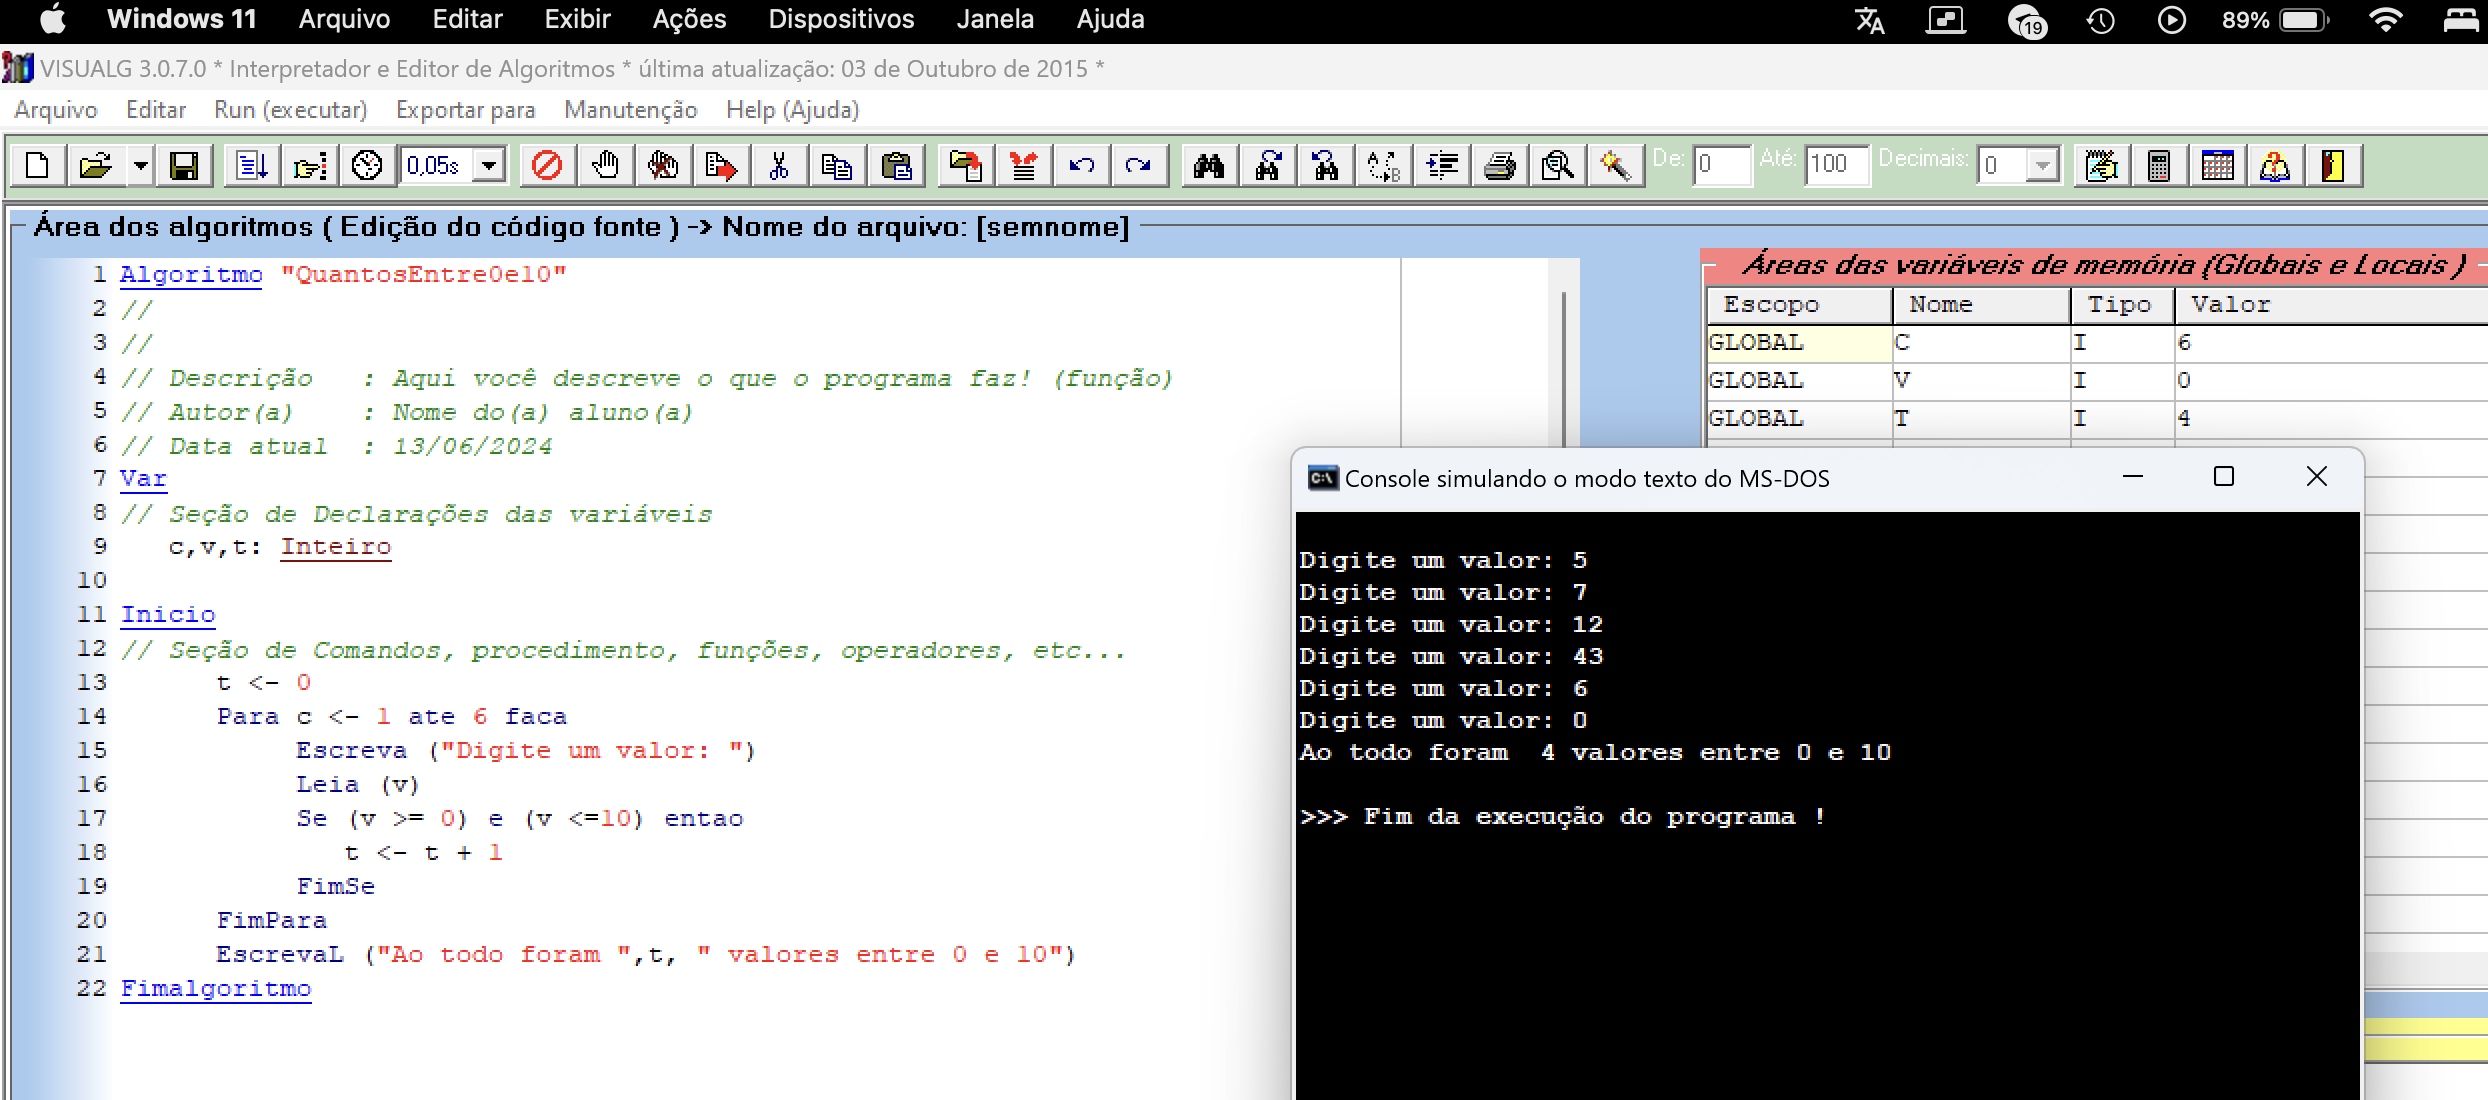 Windows 11 Arquivo Editar Exibir Ações Dispositivos Janela Ajuda 19 89%
VISUALG 3.0.7.0 * Interpretador e Editor de Algoritmos * última atualização: 03 de Outubro de 2015 *
Arquivo Editar Run (executar) Exportar para Manutenção Help (Ajuda)
0,05s De: 0 Até: 100 Decimais: 0
Área dos algoritmos ( Edição do código fonte ) -> Nome do arquivo: [semnome]
1 Algoritmo "QuantosEntre0e10"
2 //
3 //
4 // Descrição : Aqui você descreve o que o programa faz! (função)
5 // Autor(a) : Nome do(a) aluno(a)
6 // Data atual : 13/06/2024
7 Var
8 // Seção de Declarações das variáveis
9 c,v,t: Inteiro
10
11 Inicio
12 // Seção de Comandos, procedimento, funções, operadores, etc...
13 t <- 0
14 Para c <- 1 ate 6 faca
15 Escreva ("Digite um valor: ")
16 Leia (v)
17 Se (v >= 0) e (v <=10) entao
18 t <- t + 1
19 FimSe
20 FimPara
21 EscrevaL ("Ao todo foram ",t, " valores entre 0 e 10")
22 Fimalgoritmo
Áreas das variáveis de memória (Globais e Locais )
Escopo Nome Tipo Valor
GLOBAL C I 6
GLOBAL V I 0
GLOBAL T I 4
C:\ Console simulando o modo texto do MS-DOS
Digite um valor: 5
Digite um valor: 7
Digite um valor: 12
Digite um valor: 43
Digite um valor: 6
Digite um valor: 0
Ao todo foram  4 valores entre 0 e 10
>>> Fim da execução do programa !